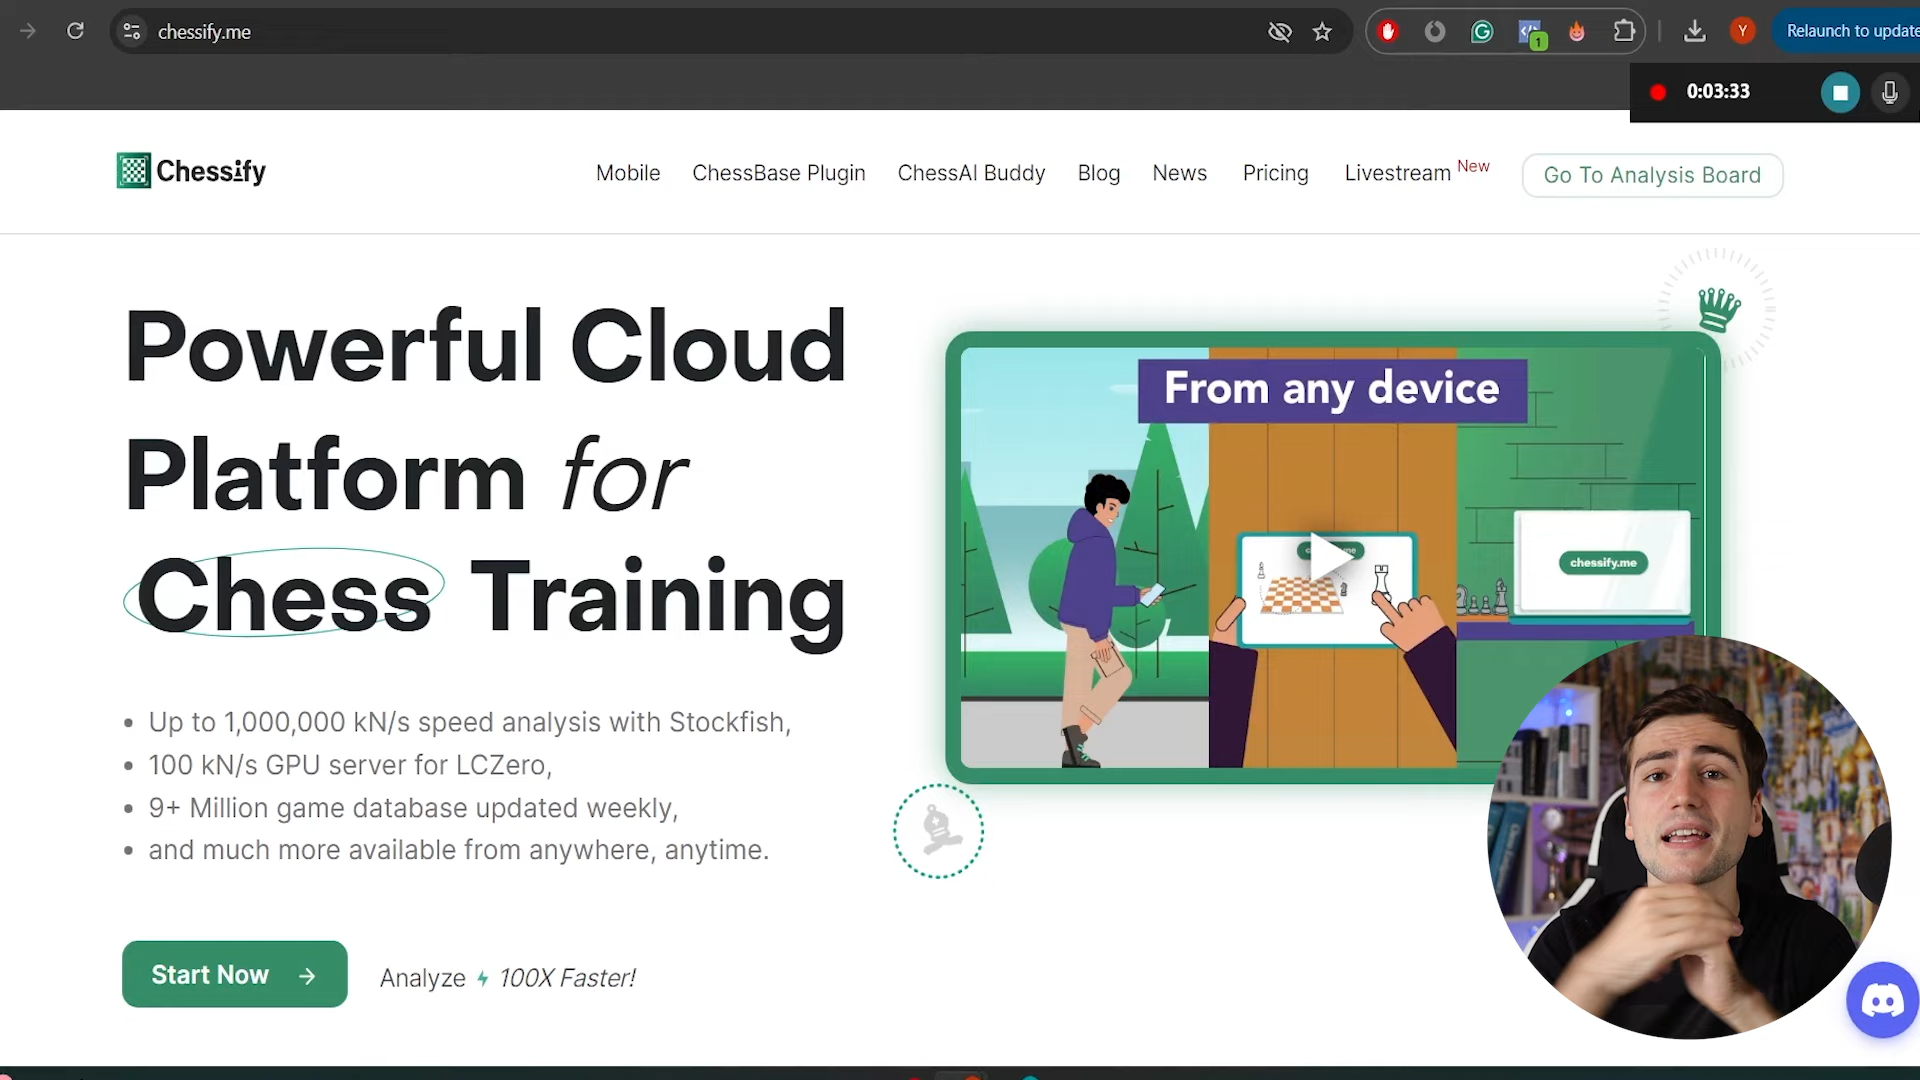 chessify.me
1
Y
Relaunch to update
0:03:33
Chessify
Mobile
ChessBase Plugin
ChessAI Buddy
Blog
News
Pricing
Livestream New
Go To Analysis Board
Powerful Cloud
Platform for
Chess Training
From any device
chessify.me
• Up to 1,000,000 kN/s speed analysis with Stockfish,
• 100 kN/s GPU server for LCZero,
• 9+ Million game database updated weekly,
• and much more available from anywhere, anytime.
Start Now →
Analyze 100X Faster!